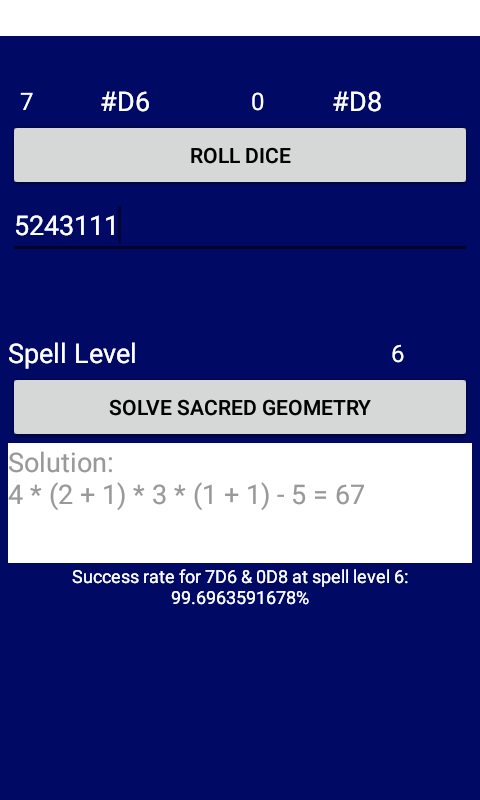 7 #D6 0 #D8
ROLL DICE
5243111
Spell Level 6
SOLVE SACRED GEOMETRY
Solution:
4 * (2 + 1) * 3 * (1 + 1) - 5 = 67
Success rate for 7D6 & 0D8 at spell level 6:
99.6963591678%